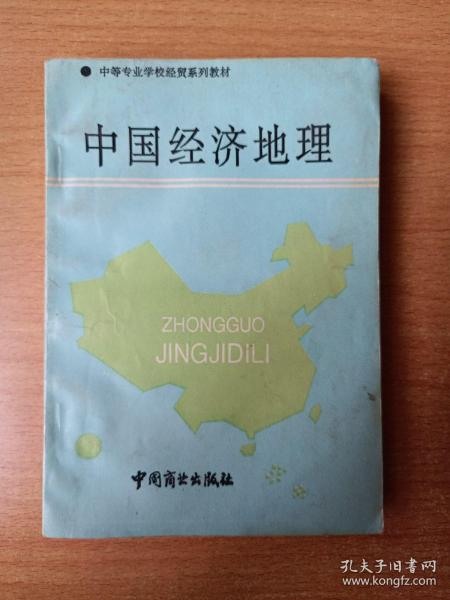 ●中等专业学校经贸系列教材
中国经济地理
ZHONGGUO
JINGJIDILI
中国商业出版社
孔夫子旧书网
www.kongfz.com